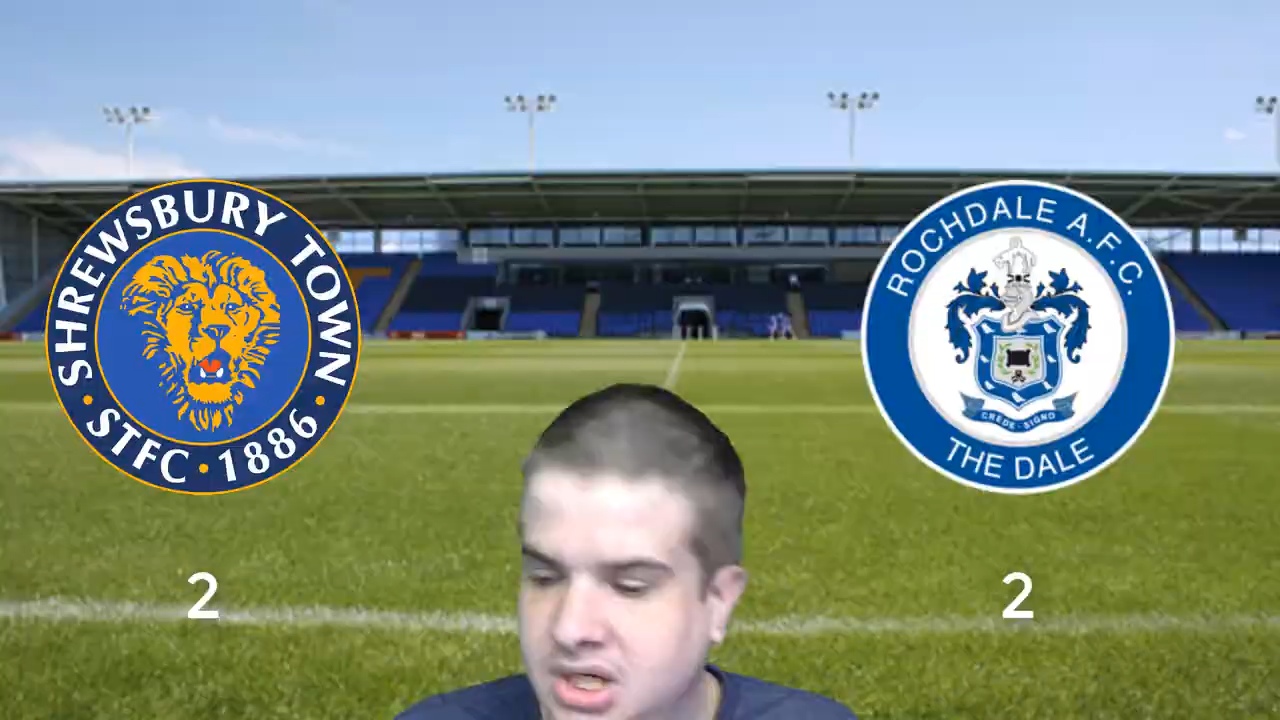 SHREWSBURY TOWN
STFC · 1886
ROCHDALE A.F.C.
CREDE · SIGNO
THE DALE
2
2